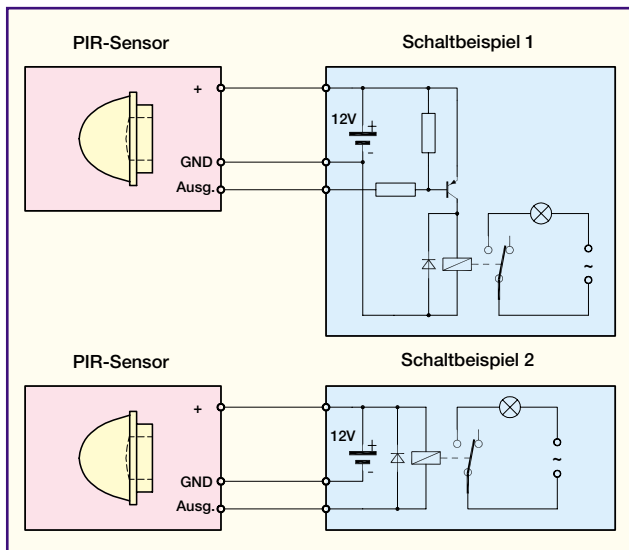 PIR-Sensor
Schaltbeispiel 1
+
12V
+
-
GND
Ausg.
~
PIR-Sensor
Schaltbeispiel 2
+
12V
+
-
GND
Ausg.
~